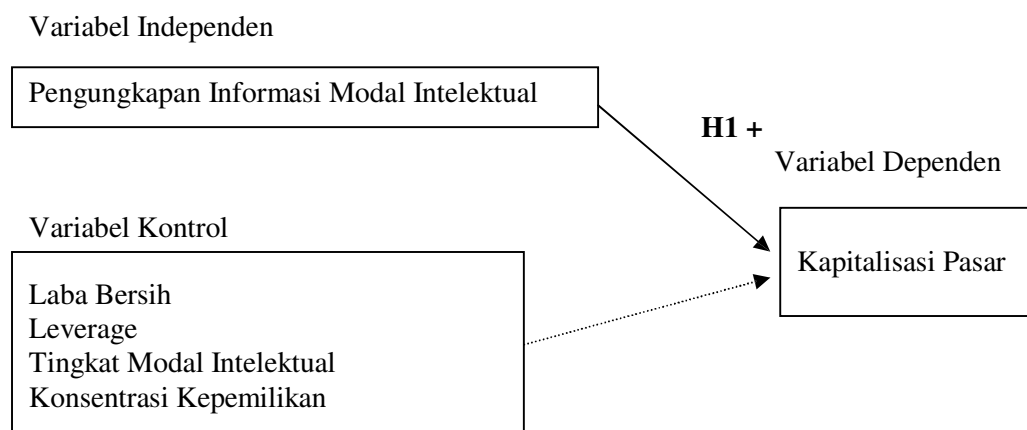 Variabel Independen
Pengungkapan Informasi Modal Intelektual
H1 +
Variabel Dependen
Kapitalisasi Pasar
Variabel Kontrol
Laba Bersih
Leverage
Tingkat Modal Intelektual
Konsentrasi Kepemilikan